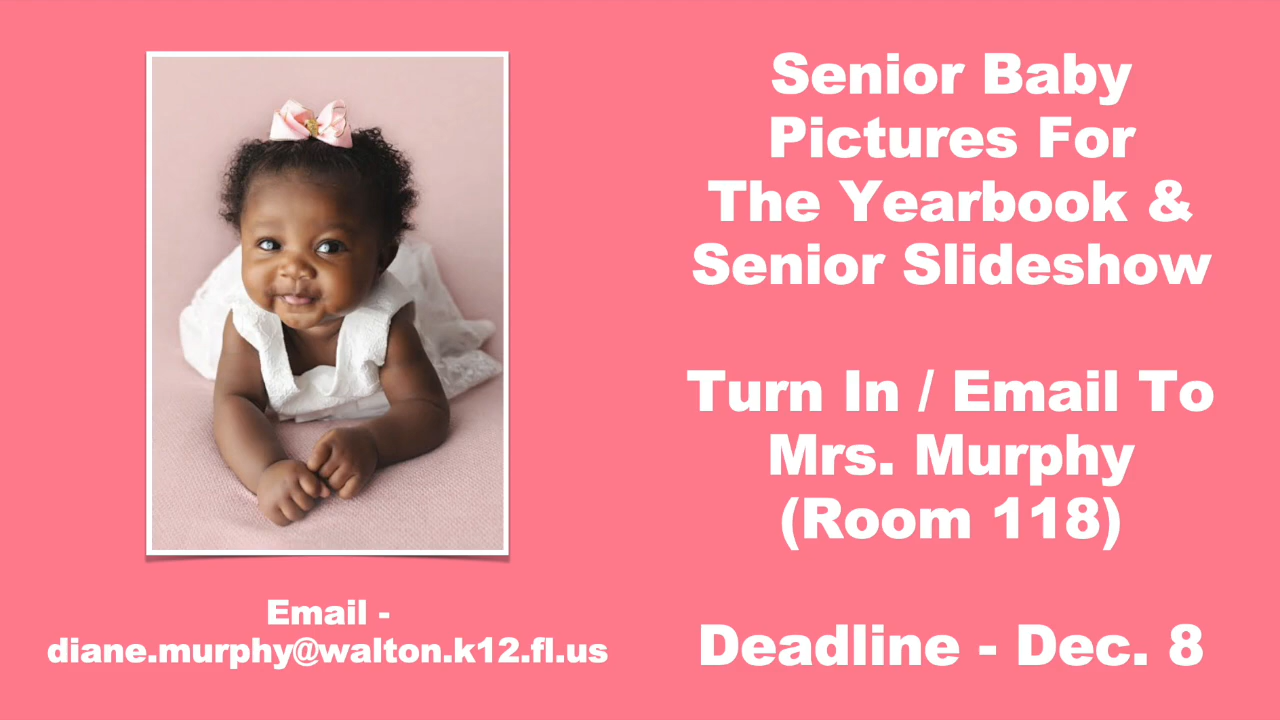 Senior Baby
Pictures For
The Yearbook &
Senior Slideshow
Turn In / Email To
Mrs. Murphy
(Room 118)
Deadline - Dec. 8
Email -
diane.murphy@walton.k12.fl.us